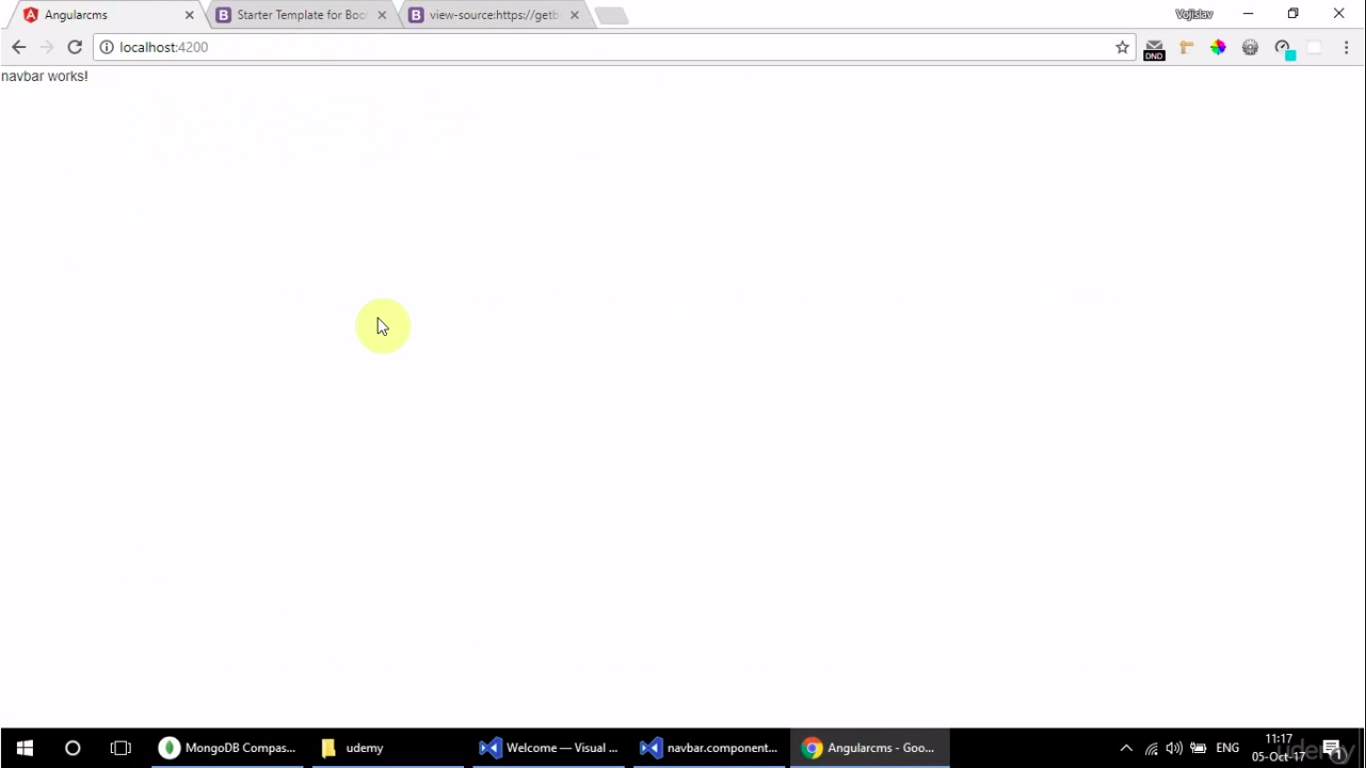 Angularcms
Starter Template for Boo
view-source:https://getb
Vojislav
localhost:4200
DND
navbar works!
MongoDB Compas...
udemy
Welcome — Visual ...
navbar.component...
Angularcms - Goo...
ENG
11:17
05-Oct-17
1
udemy